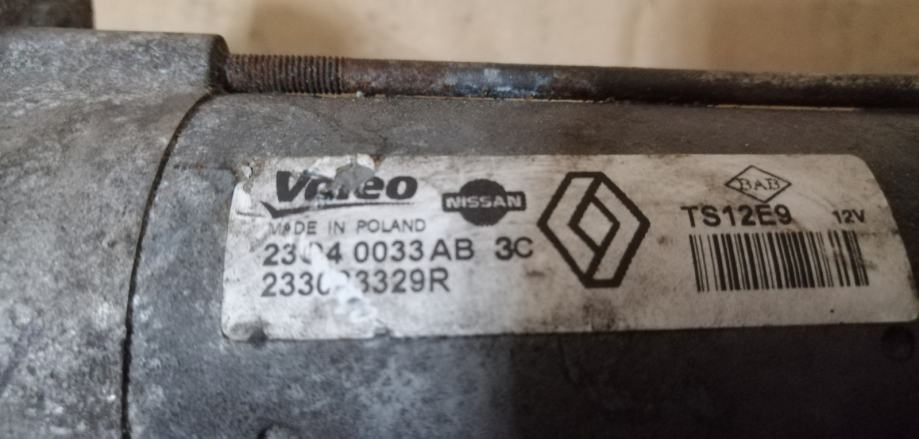 Valeo
NISSAN
BAB
MADE IN POLAND
TS12E9 12V
0033AB 3C